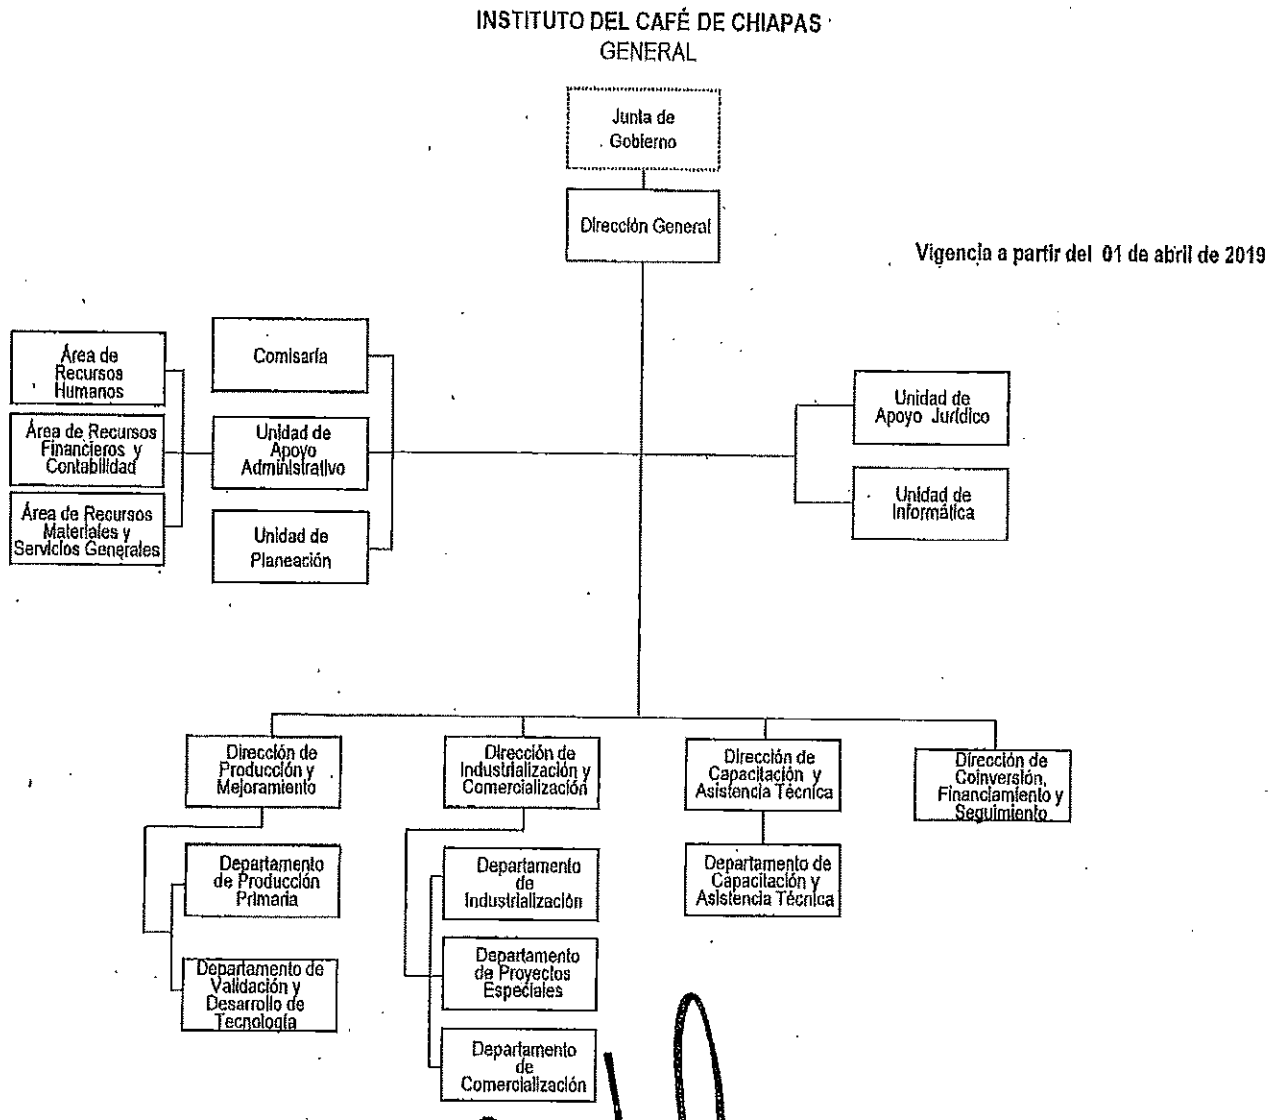 INSTITUTO DEL CAFÉ DE CHIAPAS
GENERAL
Junta de
Gobierno
Dirección General
Vigencia a partir del 01 de abril de 2019
Área de
Recursos
Humanos
Área de Recursos
Financieros y
Contabilidad
Área de Recursos
Materiales y
Servicios Generales
Comisaría
Unidad de
Apoyo
Administrativo
Unidad de
Planeación
Unidad de
Apoyo Jurídico
Unidad de
Informática
Dirección de
Producción y
Mejoramiento
Departamento
de Producción
Primaria
Departamento de
Validación y
Desarrollo de
Tecnología
Dirección de
Industrialización y
Comercialización
Departamento
de
Industrialización
Departamento
de Proyectos
Especiales
Departamento
de
Comercialización
Dirección de
Capacitación y
Asistencia Técnica
Departamento de
Capacitación y
Asistencia Técnica
Dirección de
Coinversión,
Financiamiento y
Seguimiento